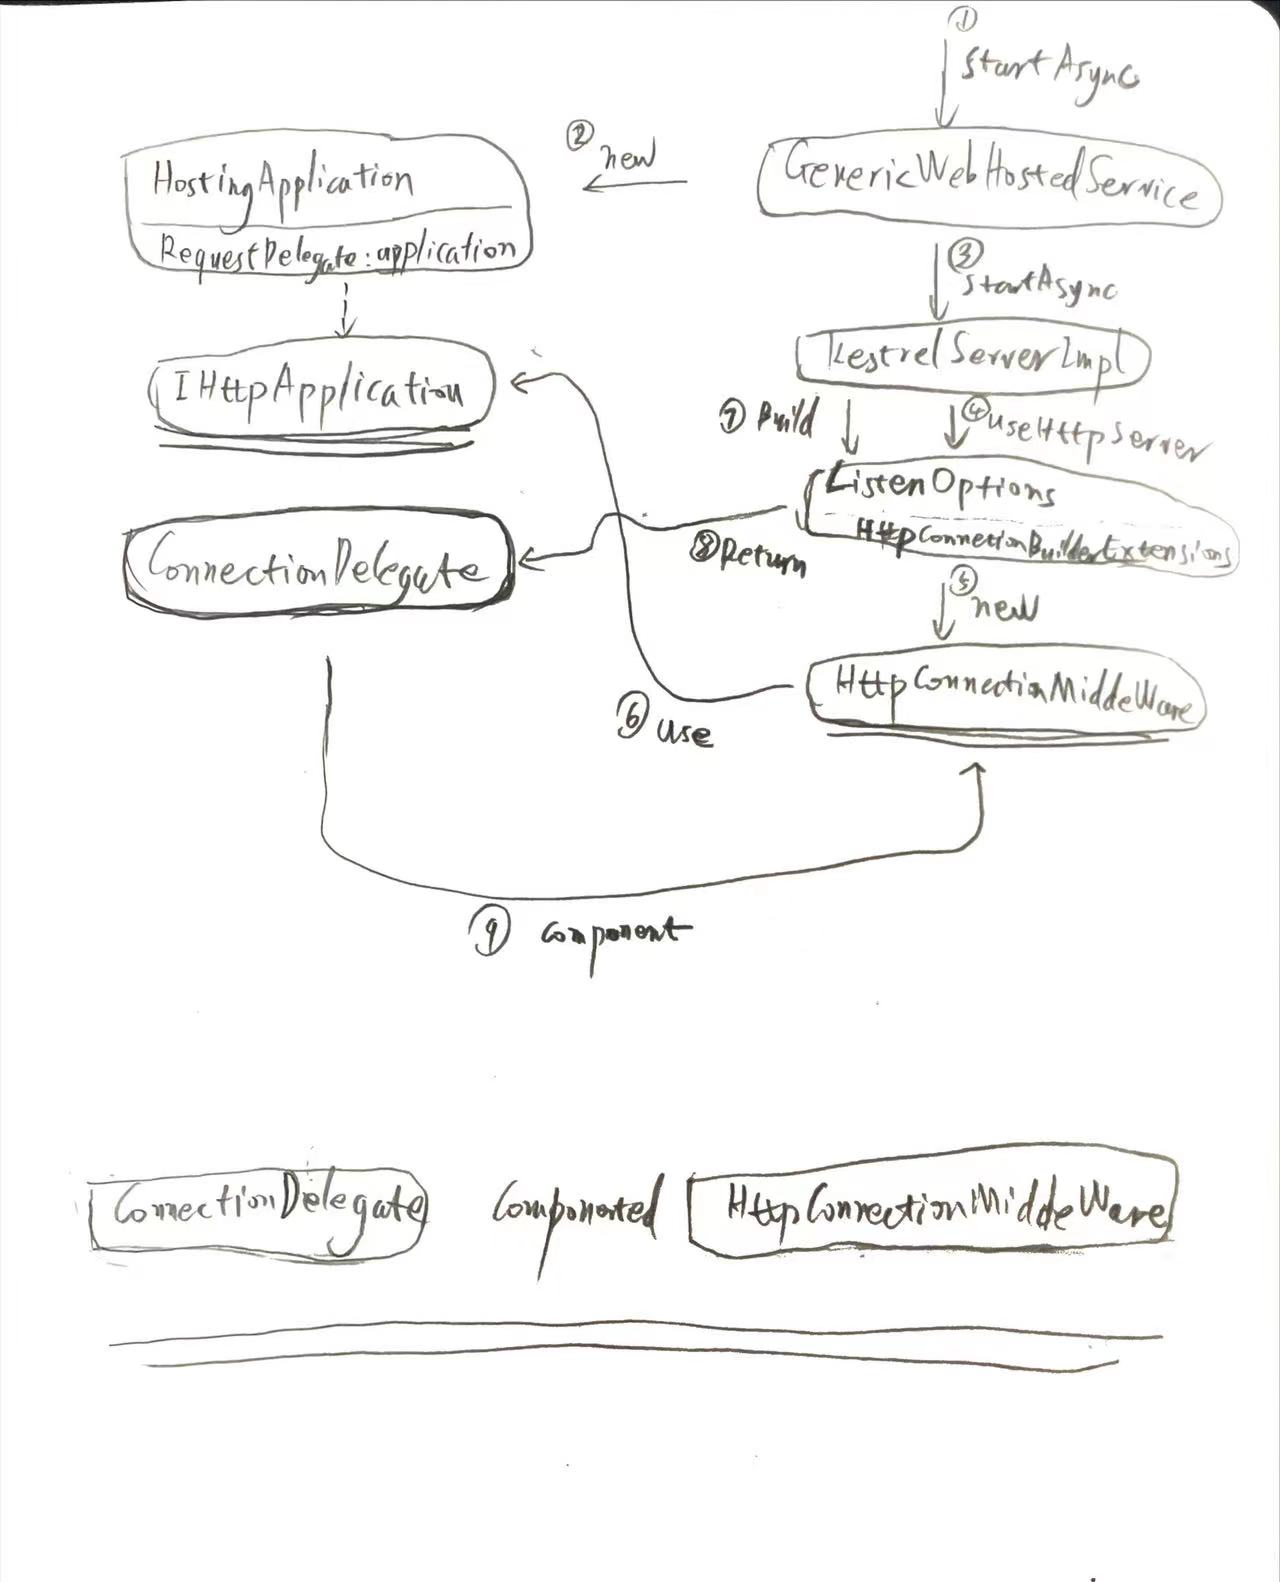 ① StartAsync
② new
GenericWebHostedService
HostingApplication
RequestDelegate:application
③ StartAsync
KestrelServerImpl
IHttpApplication
⑦ Build
④ UseHttpServer
ListenOptions
HttpConnetionBuilderExtensions
⑧ Return
ConnectionDelegate
⑤ new
HttpConnectionMiddeWare
⑥ Use
⑨ Component
ConnectionDelegate Componented HttpConnectionMiddeWare